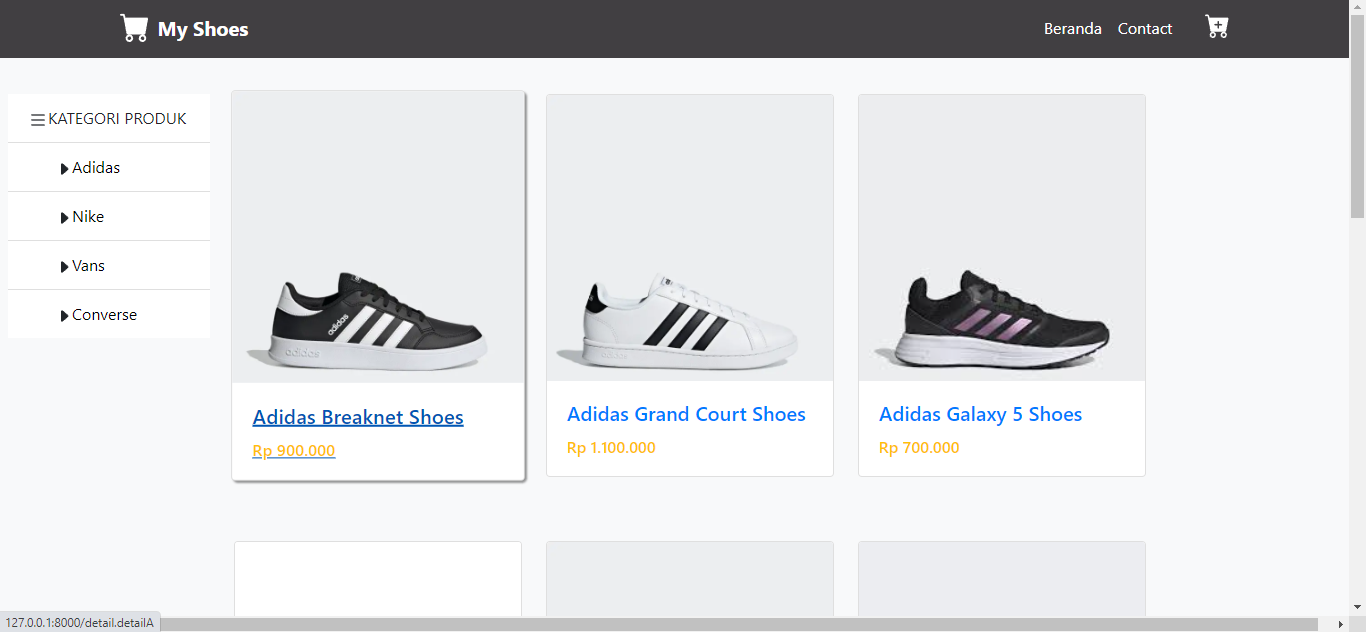 My Shoes
Beranda Contact
KATEGORI PRODUK
Adidas
Nike
Vans
Converse
adidas
adidas
Adidas Breaknet Shoes
Rp 900.000
Adidas Grand Court Shoes
Rp 1.100.000
Adidas Galaxy 5 Shoes
Rp 700.000
127.0.0.1:8000/detail.detailA